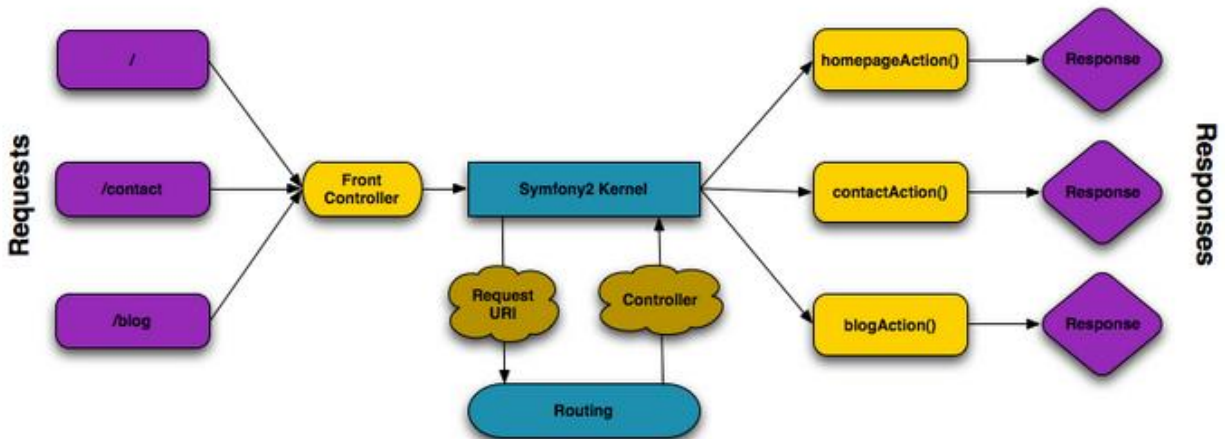 Requests
/
/contact
/blog
Front
Controller
Symfony2 Kernel
Request
URI
Controller
Routing
homepageAction()
contactAction()
blogAction()
Response
Response
Response
Responses